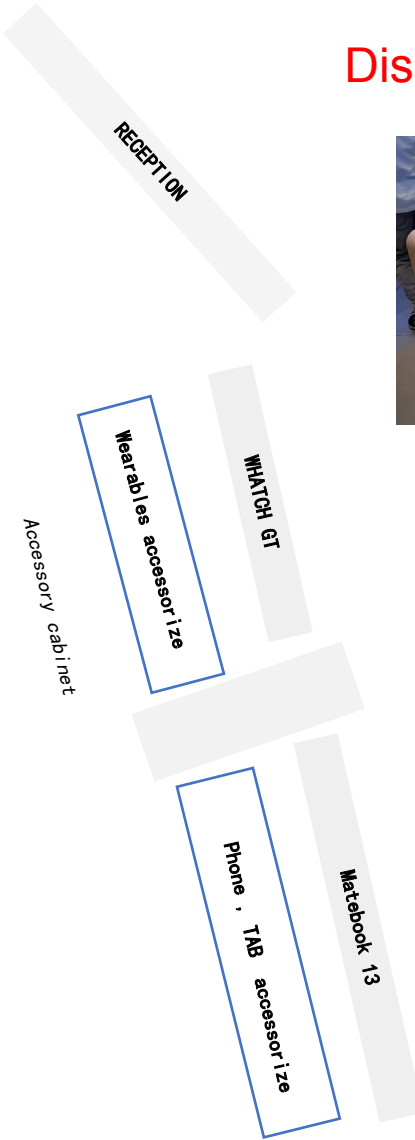 Dis
RECEPTION
WHATCH GT
Wearables accessorize
Accessory cabinet
Matebook 13
Phone , TAB accessorize